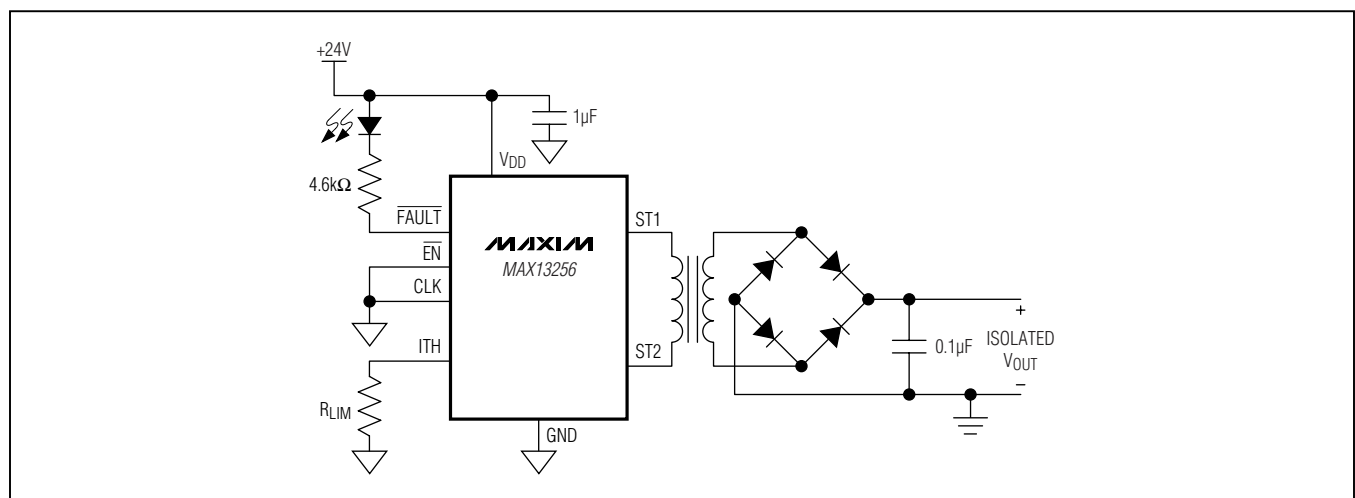 +24V
1µF
VDD
4.6kΩ
FAULT
ST1
MAXIM
EN
MAX13256
CLK
+
ISOLATED
VOUT
0.1µF
ITH
ST2
−
RLIM
GND